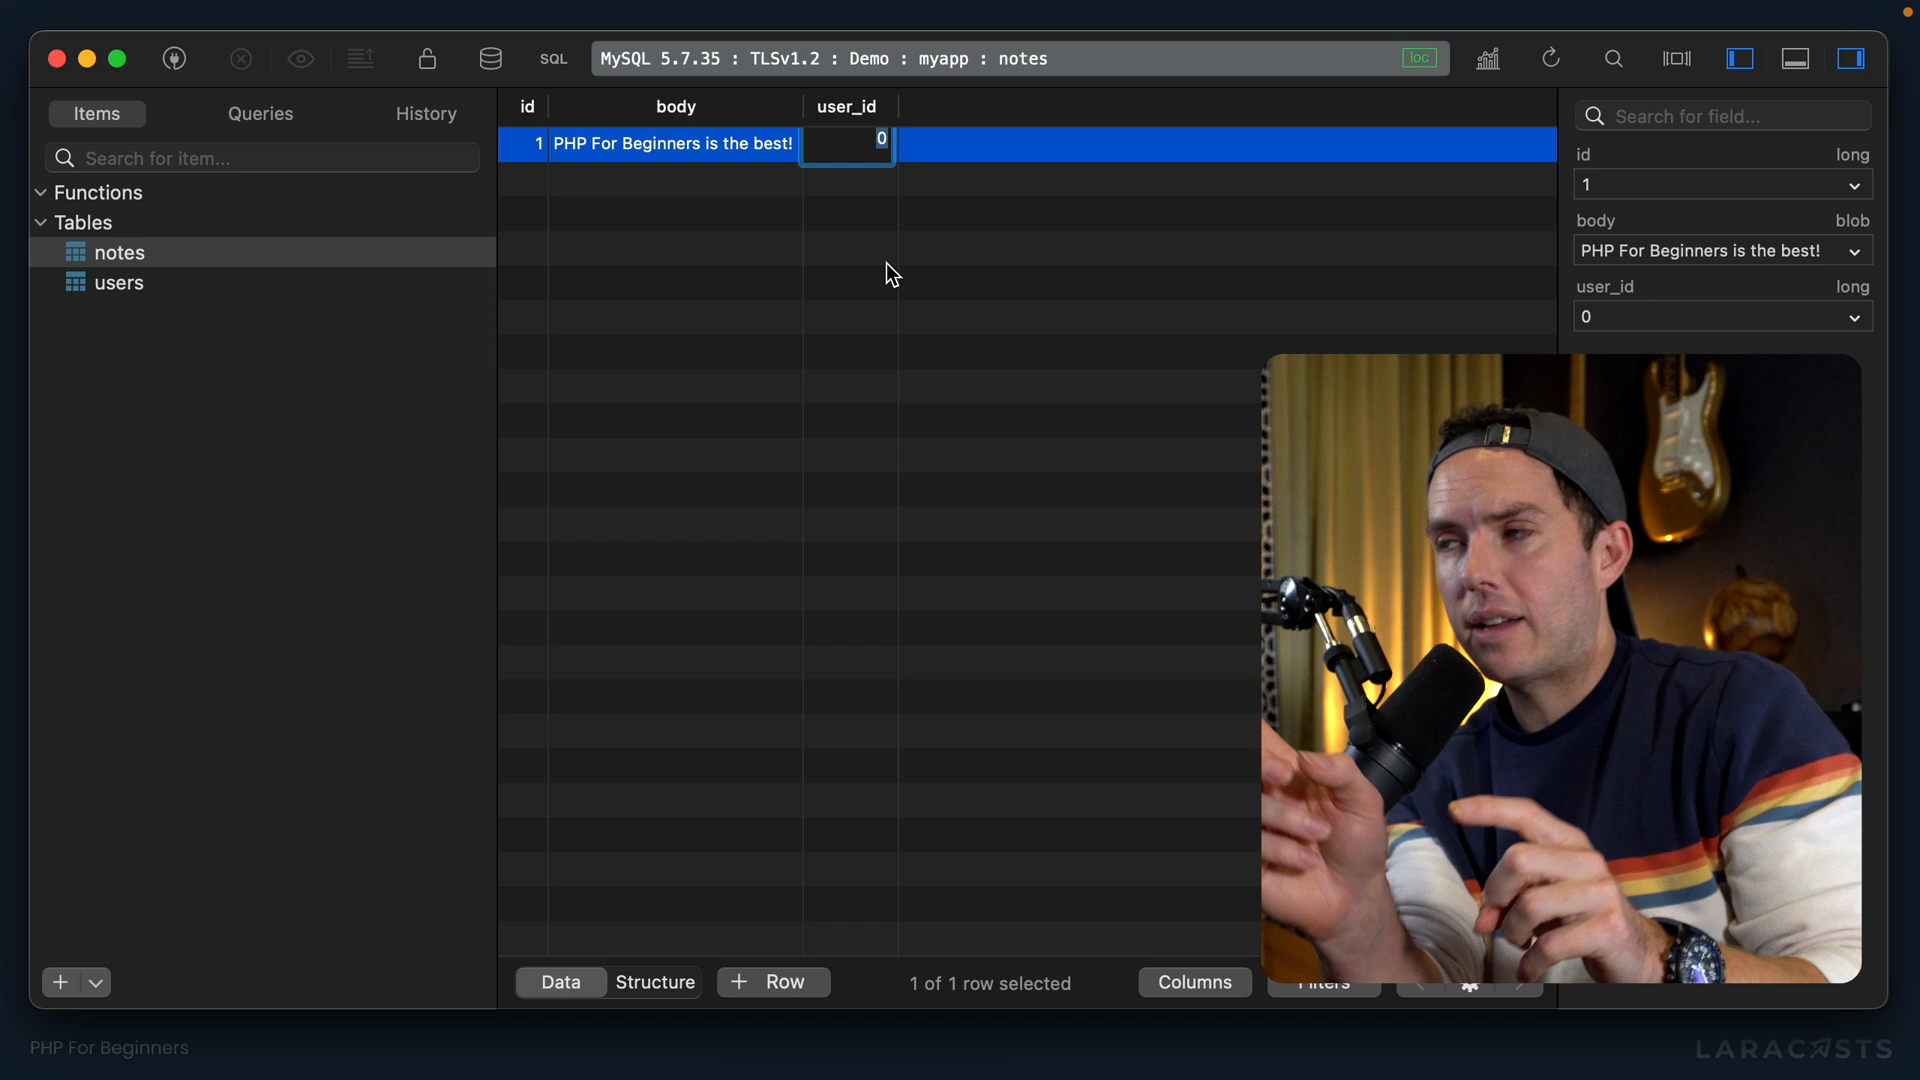 SQL
MySQL 5.7.35 : TLSv1.2 : Demo : myapp : notes
loc
Items
Queries
History
Search for item...
Functions
Tables
notes
users
id
body
user_id
1
PHP For Beginners is the best!
0
Search for field...
id
long
1
body
blob
PHP For Beginners is the best!
user_id
long
0
Data
Structure
+ Row
1 of 1 row selected
Columns
Filters
PHP For Beginners
LARACASTS